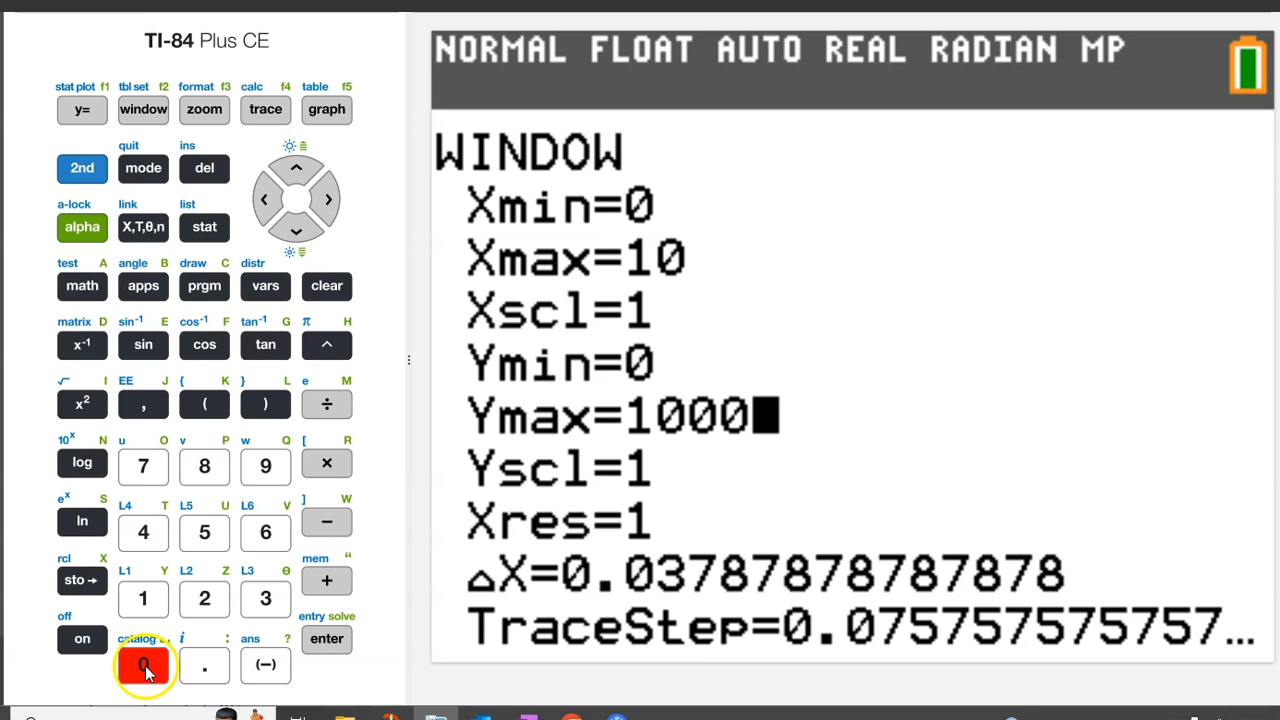 TI-84 Plus CE
NORMAL FLOAT AUTO REAL RADIAN MP
stat plot f1 tbl set f2 format f3 calc f4 table f5
y= window zoom trace graph
quit ins
2nd mode del
a-lock link list
alpha X,T,θ,n stat
test A angle B draw C distr
math apps prgm vars clear
matrix D sin⁻¹ E cos⁻¹ F tan⁻¹ G π H
x⁻¹ sin cos tan ^
√ I EE J { K } L e M
x² , ( ) ÷
10ˣ N u O v P w Q [ R
log 7 8 9 ×
eˣ S L4 T L5 U L6 V ] W
ln 4 5 6 −
rcl X L1 Y L2 Z L3 θ mem “
sto→ 1 2 3 +
off catalog i : ans ? entry solve
on 0 . (−) enter
WINDOW
Xmin=0
Xmax=10
Xscl=1
Ymin=0
Ymax=1000
Yscl=1
Xres=1
△X=0.03787878787878
TraceStep=0.075757575757…